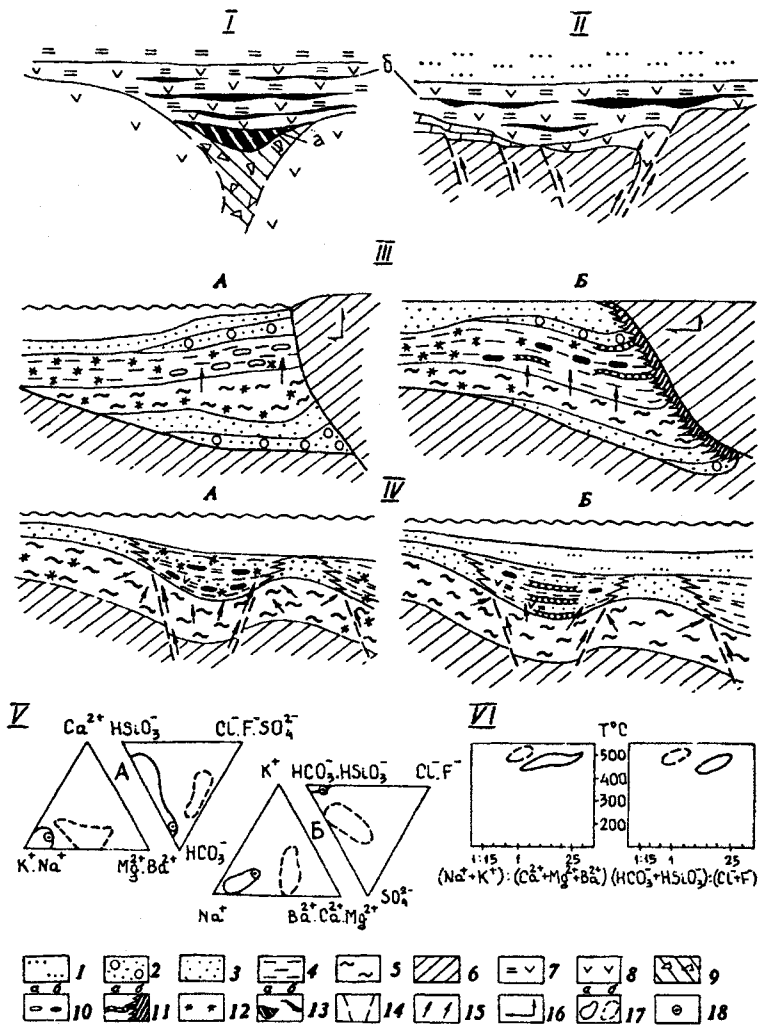 I II
б
а
III
А Б
А IV Б
V VI
Ca²⁺ HSiO₃⁻ Cl⁻.F⁻.SO₄²⁻
А
K⁺.Na⁺ Mg²⁺.Ba²⁺ HCO₃⁻
K⁺ HCO₃⁻.HSiO₃⁻ Cl⁻.F⁻
Б
Na⁺ Ba²⁺.Ca²⁺.Mg²⁺ SO₄²⁻
T°C
500
400
300
200
100
1:15 1 25 1:15 1 25
(Na⁺+K⁺):(Ca²⁺+Mg²⁺+Ba²⁺) (HCO₃⁻+HSiO₃⁻):(Cl⁻+F⁻)
1 2 3 4 5 6 7 8 9
а б а б а б
10 11 12 13 14 15 16 17 18